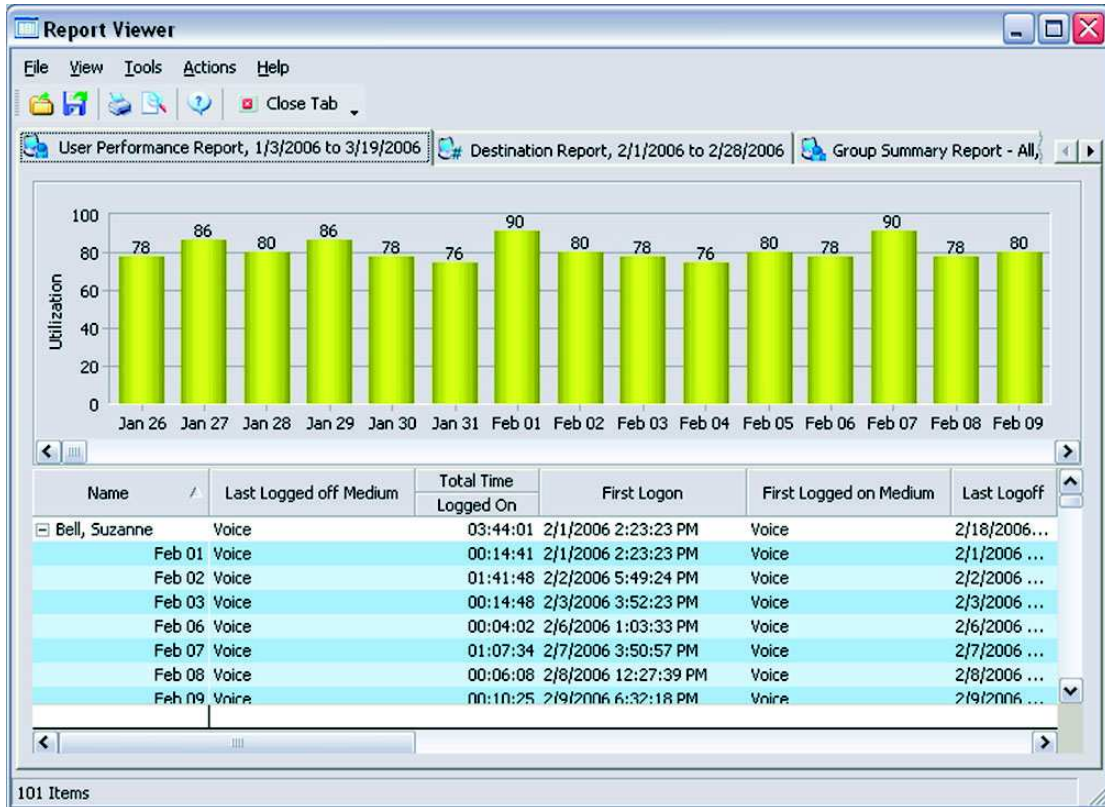 Report Viewer
File View Tools Actions Help
Close Tab
User Performance Report, 1/3/2006 to 3/19/2006 Destination Report, 2/1/2006 to 2/28/2006 Group Summary Report - All,
Utilization
100
80
60
40
20
0
78 86 80 86 78 76 90 80 78 76 80 78 90 78 80
Jan 26 Jan 27 Jan 28 Jan 29 Jan 30 Jan 31 Feb 01 Feb 02 Feb 03 Feb 04 Feb 05 Feb 06 Feb 07 Feb 08 Feb 09
Name Last Logged off Medium Total Time Logged On First Logon First Logged on Medium Last Logoff
Bell, Suzanne Voice 03:44:01 2/1/2006 2:23:23 PM Voice 2/18/2006...
Feb 01 Voice 00:14:41 2/1/2006 2:23:23 PM Voice 2/1/2006 ...
Feb 02 Voice 01:41:48 2/2/2006 5:49:24 PM Voice 2/2/2006 ...
Feb 03 Voice 00:14:48 2/3/2006 3:52:23 PM Voice 2/3/2006 ...
Feb 06 Voice 00:04:02 2/6/2006 1:03:33 PM Voice 2/6/2006 ...
Feb 07 Voice 01:07:34 2/7/2006 3:50:57 PM Voice 2/7/2006 ...
Feb 08 Voice 00:06:08 2/8/2006 12:27:39 PM Voice 2/8/2006 ...
Feb 09 Voice 00:10:25 2/9/2006 6:32:18 PM Voice 2/9/2006 ...
101 Items